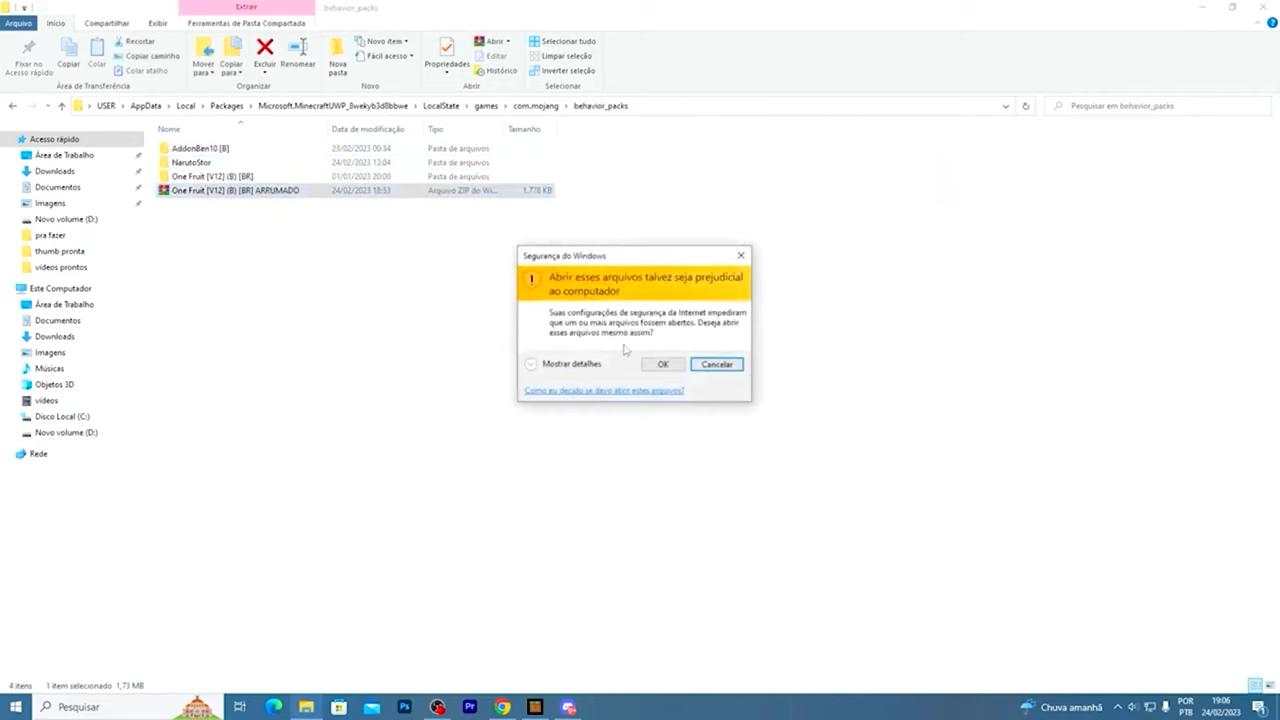 Extrair
behavior_packs
Arquivo
Início
Compartilhar
Exibir
Ferramentas de Pasta Compactada
Fixar no
Acesso rápido
Copiar
Colar
Recortar
Copiar caminho
Colar atalho
Mover
para
Copiar
para
Excluir
Renomear
Nova
pasta
Novo item
Fácil acesso
Propriedades
Abrir
Editar
Histórico
Selecionar tudo
Limpar seleção
Inverter seleção
Área de Transferência
Organizar
Novo
Abrir
Selecionar
USER > AppData > Local > Packages > Microsoft.MinecraftUWP_8wekyb3d8bbwe > LocalState > games > com.mojang > behavior_packs
Pesquisar em behavior_packs
Nome
Data de modificação
Tipo
Tamanho
AddonBen10 [B] 23/02/2023 00:34 Pasta de arquivos
NarutoStor 24/02/2023 13:04 Pasta de arquivos
One Fruit [V12] (B) [BR] 01/01/2023 20:00 Pasta de arquivos
One Fruit [V12] (B) [BR] ARRUMADO 24/02/2023 18:53 Arquivo ZIP do Wi... 1.778 KB
Acesso rápido
Área de Trabalho
Downloads
Documentos
Imagens
Novo volume (D:)
pra fazer
thumb pronta
vídeos prontos
Este Computador
Área de Trabalho
Documentos
Downloads
Imagens
Músicas
Objetos 3D
vídeos
Disco Local (C:)
Novo volume (D:)
Rede
Segurança do Windows
Abrir esses arquivos talvez seja prejudicial
ao computador
Suas configurações de segurança da Internet impediram
que um ou mais arquivos fossem abertos. Deseja abrir
esses arquivos mesmo assim?
Mostrar detalhes
OK
Cancelar
Como eu decido se devo abrir estes arquivos?
4 itens
1 item selecionado 1,73 MB
Pesquisar
Ps
Pr
Chuva amanhã
POR
PTB
19:06
24/02/2023